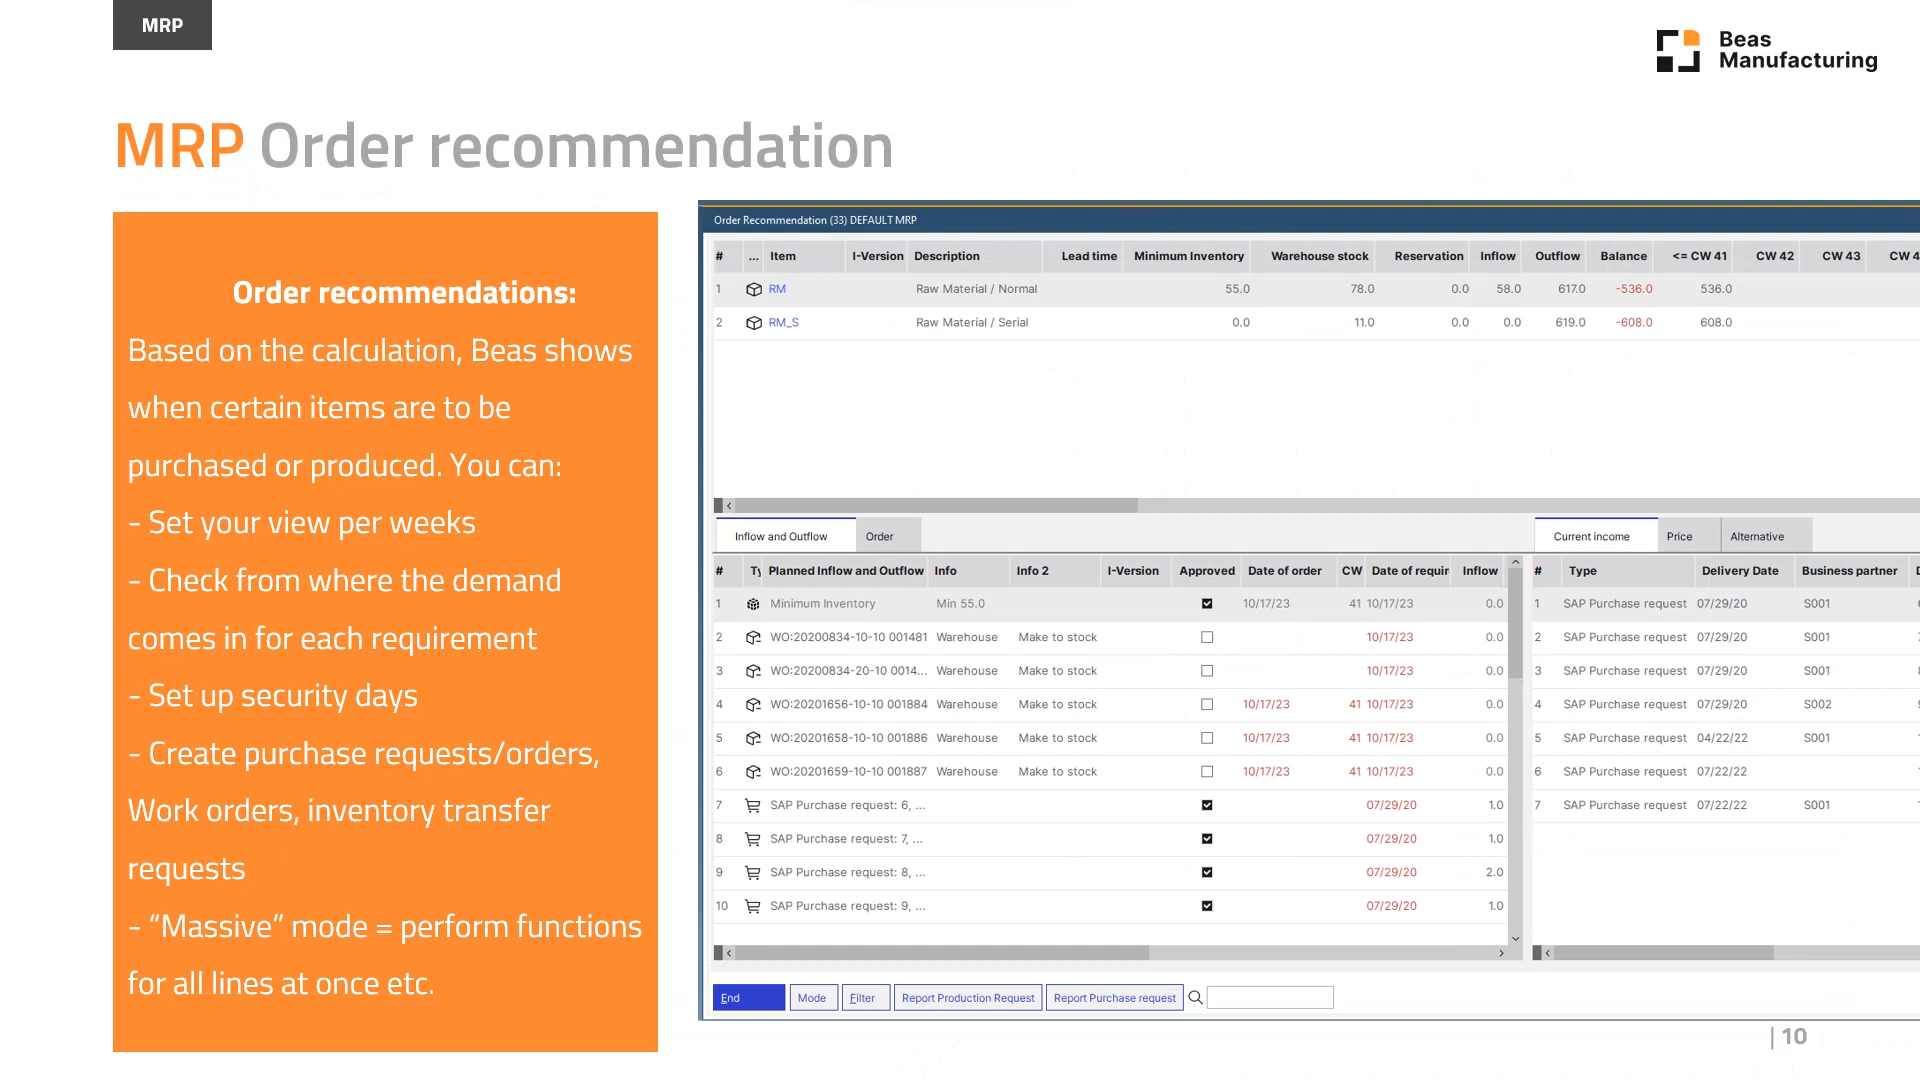 MRP
Beas
Manufacturing
MRP Order recommendation
Order recommendations:
Based on the calculation, Beas shows
when certain items are to be
purchased or produced. You can:
- Set your view per weeks
- Check from where the demand
comes in for each requirement
- Set up security days
- Create purchase requests/orders,
Work orders, inventory transfer
requests
- “Massive” mode = perform functions
for all lines at once etc.
Order Recommendation (33) DEFAULT MRP
# ... Item I-Version Description Lead time Minimum Inventory Warehouse stock Reservation Inflow Outflow Balance <= CW 41 CW 42 CW 43 CW 4
1 RM Raw Material / Normal 55.0 78.0 0.0 58.0 617.0 -536.0 536.0
2 RM_S Raw Material / Serial 0.0 11.0 0.0 0.0 619.0 -608.0 608.0
Inflow and Outflow Order
# Ty Planned Inflow and Outflow Info Info 2 I-Version Approved Date of order CW Date of requir Inflow
1 Minimum Inventory Min 55.0 10/17/23 41 10/17/23 0.0
2 WO:20200834-10-10 001481 Warehouse Make to stock 10/17/23 0.0
3 WO:20200834-20-10 0014... Warehouse Make to stock 10/17/23 0.0
4 WO:20201656-10-10 001884 Warehouse Make to stock 10/17/23 41 10/17/23 0.0
5 WO:20201658-10-10 001886 Warehouse Make to stock 10/17/23 41 10/17/23 0.0
6 WO:20201659-10-10 001887 Warehouse Make to stock 10/17/23 41 10/17/23 0.0
7 SAP Purchase request: 6, ... 07/29/20 1.0
8 SAP Purchase request: 7, ... 07/29/20 1.0
9 SAP Purchase request: 8, ... 07/29/20 2.0
10 SAP Purchase request: 9, ... 07/29/20 1.0
Current income Price Alternative
# Type Delivery Date Business partner
1 SAP Purchase request 07/29/20 S001
2 SAP Purchase request 07/29/20 S001
3 SAP Purchase request 07/29/20 S001
4 SAP Purchase request 07/29/20 S002
5 SAP Purchase request 04/22/22 S001
6 SAP Purchase request 07/22/22
7 SAP Purchase request 07/22/22 S001
End Mode Filter Report Production Request Report Purchase request
| 10